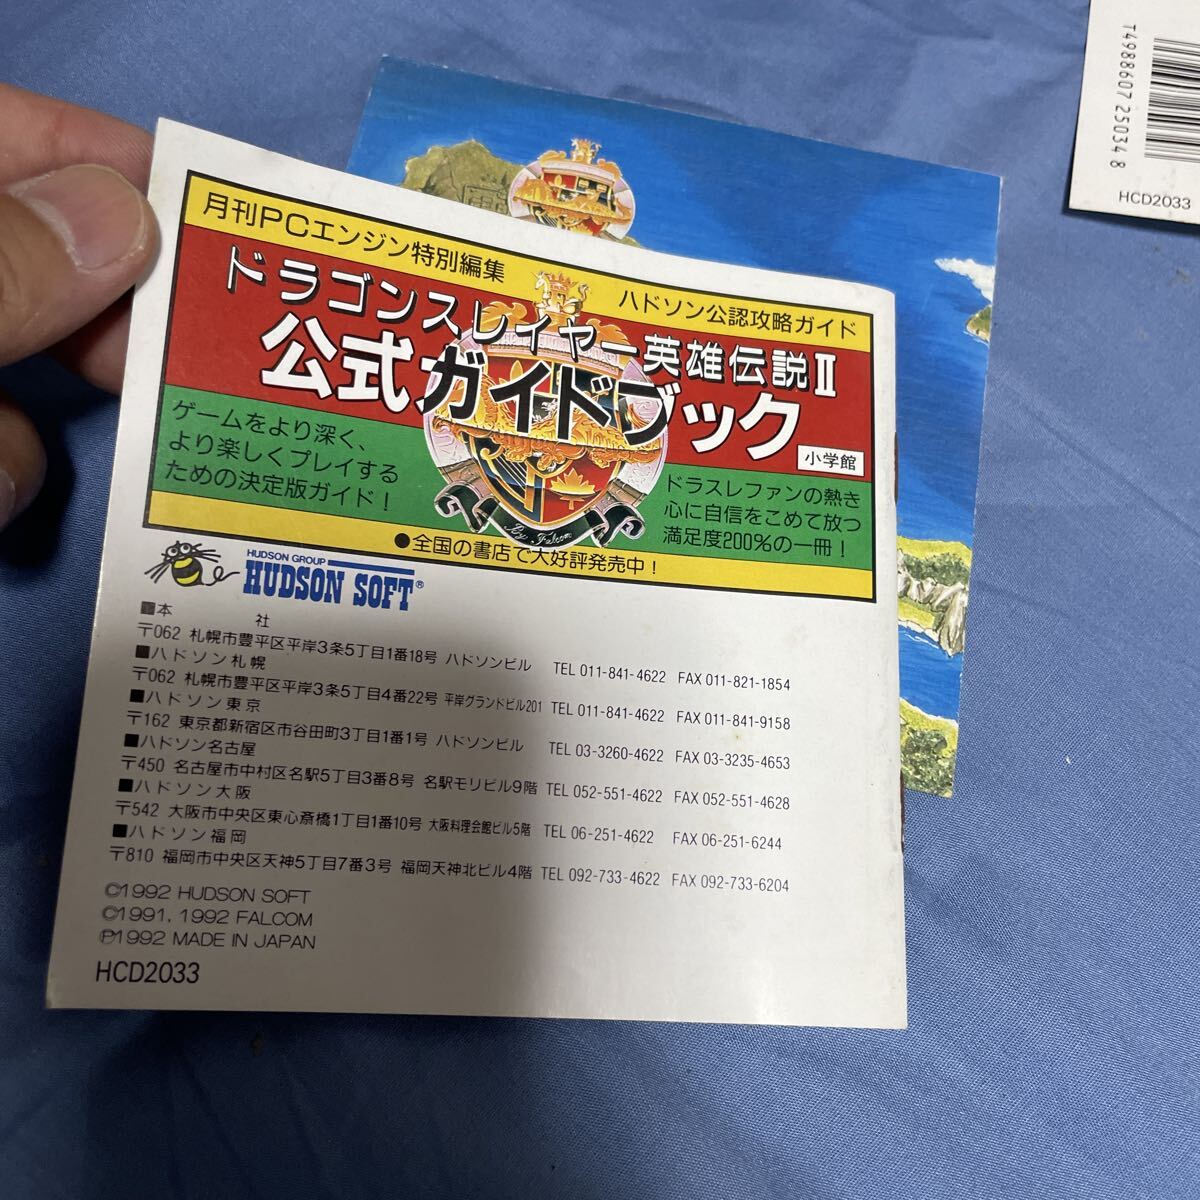 月刊PCエンジン特別編集
ハドソン公認攻略ガイド
ドラゴンスレイヤー英雄伝説II
公式ガイドブック
小学館
ゲームをより深く、
より楽しくプレイする
ための決定版ガイド！
ドラスレファンの熱き
心に自信をこめて放つ
満足度200%の一冊！
By Falcom
●全国の書店で大好評発売中！
HUDSON GROUP
HUDSON SOFT®
■本 社
〒062 札幌市豊平区平岸3条5丁目1番18号 ハドソンビル TEL 011-841-4622 FAX 011-821-1854
■ハドソン札幌
〒062 札幌市豊平区平岸3条5丁目4番22号 平岸グランドビル201 TEL 011-841-4622 FAX 011-841-9158
■ハドソン東京
〒162 東京都新宿区市谷田町3丁目1番1号 ハドソンビル TEL 03-3260-4622 FAX 03-3235-4653
■ハドソン名古屋
〒450 名古屋市中村区名駅5丁目3番8号 名駅モリビル9階 TEL 052-551-4622 FAX 052-551-4628
■ハドソン大阪
〒542 大阪市中央区東心斎橋1丁目1番10号 大阪料理会館ビル5階 TEL 06-251-4622 FAX 06-251-6244
■ハドソン福岡
〒810 福岡市中央区天神5丁目7番3号 福岡天神北ビル4階 TEL 092-733-4622 FAX 092-733-6204
©1992 HUDSON SOFT
©1991, 1992 FALCOM
℗1992 MADE IN JAPAN
HCD2033
T4988607 250348
HCD2033